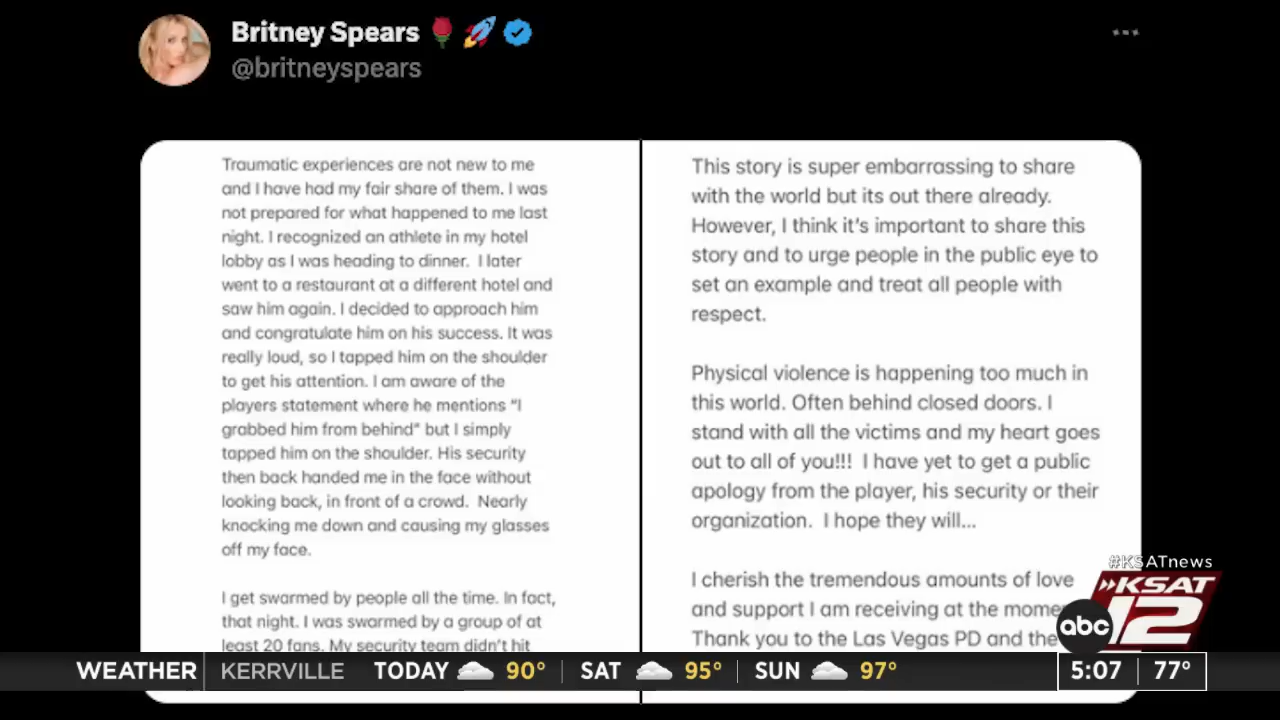 Britney Spears
@britneyspears
Traumatic experiences are not new to me
and I have had my fair share of them. I was
not prepared for what happened to me last
night. I recognized an athlete in my hotel
lobby as I was heading to dinner. I later
went to a restaurant at a different hotel and
saw him again. I decided to approach him
and congratulate him on his success. It was
really loud, so I tapped him on the shoulder
to get his attention. I am aware of the
players statement where he mentions "I
grabbed him from behind" but I simply
tapped him on the shoulder. His security
then back handed me in the face without
looking back, in front of a crowd. Nearly
knocking me down and causing my glasses
off my face.
I get swarmed by people all the time. In fact,
that night. I was swarmed by a group of at
least 20 fans. My security team didn't hit
This story is super embarrassing to share
with the world but its out there already.
However, I think it's important to share this
story and to urge people in the public eye to
set an example and treat all people with
respect.
Physical violence is happening too much in
this world. Often behind closed doors. I
stand with all the victims and my heart goes
out to all of you!!! I have yet to get a public
apology from the player, his security or their
organization. I hope they will...
I cherish the tremendous amounts of love
and support I am receiving at the
Thank you to the Las Vegas PD and the
#KSATnews
KSAT
abc 12
WEATHER KERRVILLE TODAY 90° SAT 95° SUN 97° 5:07 77°